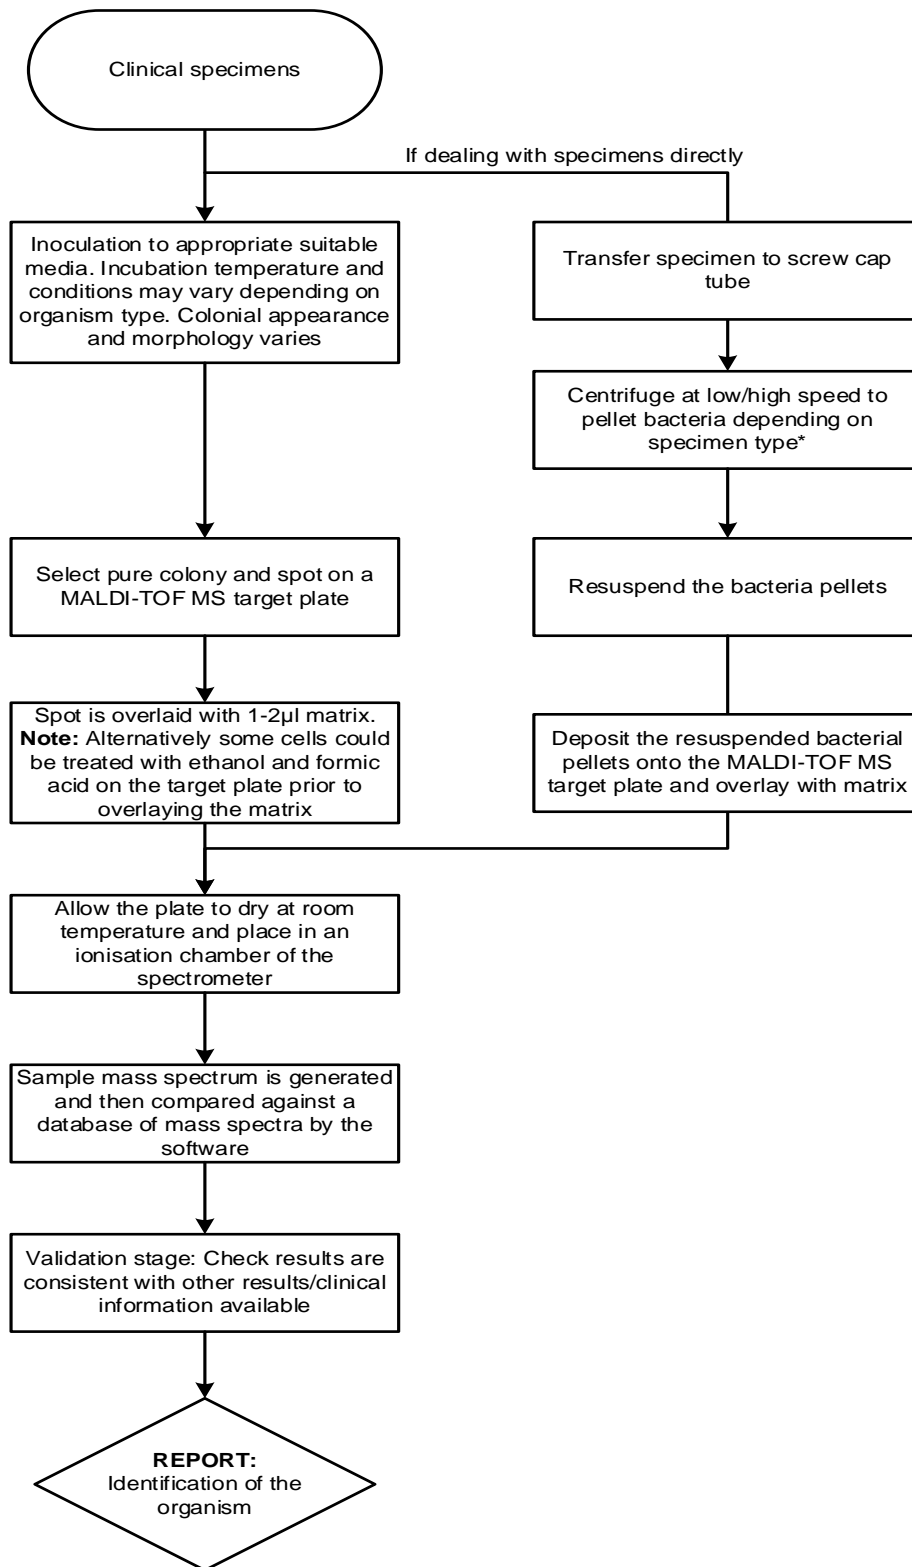 Clinical specimens
If dealing with specimens directly
Inoculation to appropriate suitable
media. Incubation temperature and
conditions may vary depending on
organism type. Colonial appearance
and morphology varies
Transfer specimen to screw cap
tube
Centrifuge at low/high speed to
pellet bacteria depending on
specimen type*
Select pure colony and spot on a
MALDI-TOF MS target plate
Resuspend the bacteria pellets
Spot is overlaid with 1-2µl matrix.
Note: Alternatively some cells could
be treated with ethanol and formic
acid on the target plate prior to
overlaying the matrix
Deposit the resuspended bacterial
pellets onto the MALDI-TOF MS
target plate and overlay with matrix
Allow the plate to dry at room
temperature and place in an
ionisation chamber of the
spectrometer
Sample mass spectrum is generated
and then compared against a
database of mass spectra by the
software
Validation stage: Check results are
consistent with other results/clinical
information available
REPORT:
Identification of the
organism